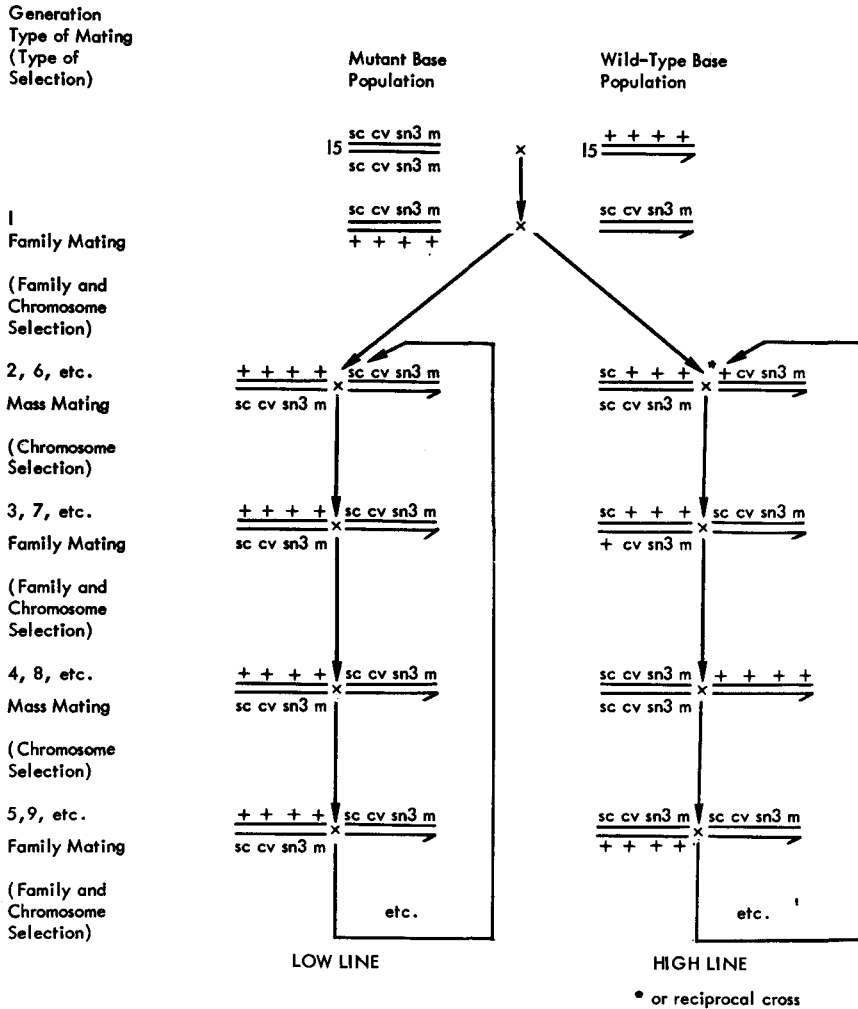 Generation
Type of Mating
(Type of
Selection)
Mutant Base
Population
Wild-Type Base
Population
sc cv sn3 m
15
sc cv sn3 m
×
+ + + +
15
1
Family Mating
sc cv sn3 m
+ + + +
×
sc cv sn3 m
(Family and
Chromosome
Selection)
2, 6, etc.
Mass Mating
+ + + +
sc cv sn3 m
×
sc cv sn3 m
sc + + +
sc cv sn3 m
×
*
+ cv sn3 m
(Chromosome
Selection)
3, 7, etc.
Family Mating
+ + + +
sc cv sn3 m
×
sc cv sn3 m
sc + + +
+ cv sn3 m
×
sc cv sn3 m
(Family and
Chromosome
Selection)
4, 8, etc.
Mass Mating
+ + + +
sc cv sn3 m
×
sc cv sn3 m
sc cv sn3 m
sc cv sn3 m
×
+ + + +
(Chromosome
Selection)
5,9, etc.
Family Mating
+ + + +
sc cv sn3 m
×
sc cv sn3 m
sc cv sn3 m
+ + + +
×
sc cv sn3 m
(Family and
Chromosome
Selection)
etc.
etc.
LOW LINE
HIGH LINE
* or reciprocal cross